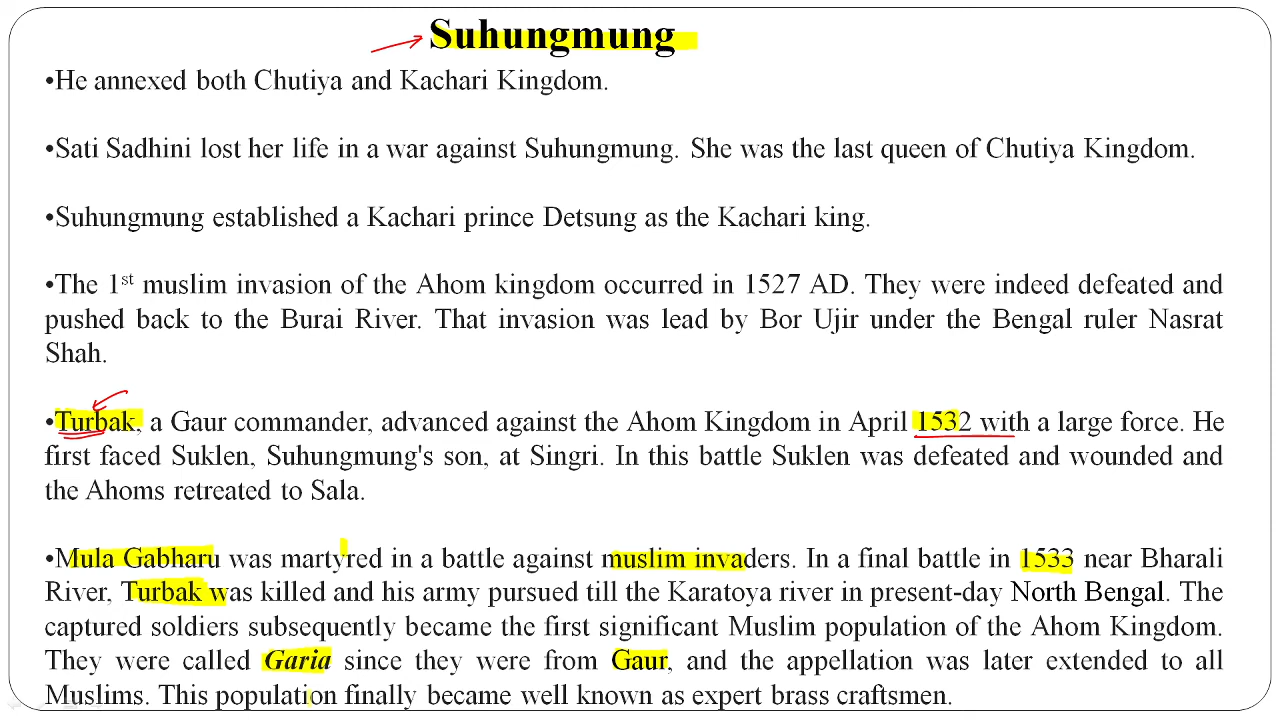 Suhungmung
•He annexed both Chutiya and Kachari Kingdom.
•Sati Sadhini lost her life in a war against Suhungmung. She was the last queen of Chutiya Kingdom.
•Suhungmung established a Kachari prince Detsung as the Kachari king.
•The 1st muslim invasion of the Ahom kingdom occurred in 1527 AD. They were indeed defeated and
pushed back to the Burai River. That invasion was lead by Bor Ujir under the Bengal ruler Nasrat
Shah.
•Turbak, a Gaur commander, advanced against the Ahom Kingdom in April 1532 with a large force. He
first faced Suklen, Suhungmung's son, at Singri. In this battle Suklen was defeated and wounded and
the Ahoms retreated to Sala.
•Mula Gabharu was martyred in a battle against muslim invaders. In a final battle in 1533 near Bharali
River, Turbak was killed and his army pursued till the Karatoya river in present-day North Bengal. The
captured soldiers subsequently became the first significant Muslim population of the Ahom Kingdom.
They were called Garia since they were from Gaur, and the appellation was later extended to all
Muslims. This population finally became well known as expert brass craftsmen.